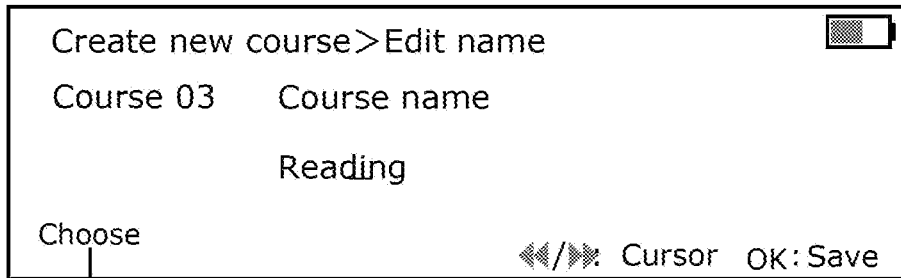 Create new course>Edit name
Course 03 Course name
Reading
Choose
◀◀/▶▶: Cursor OK: Save